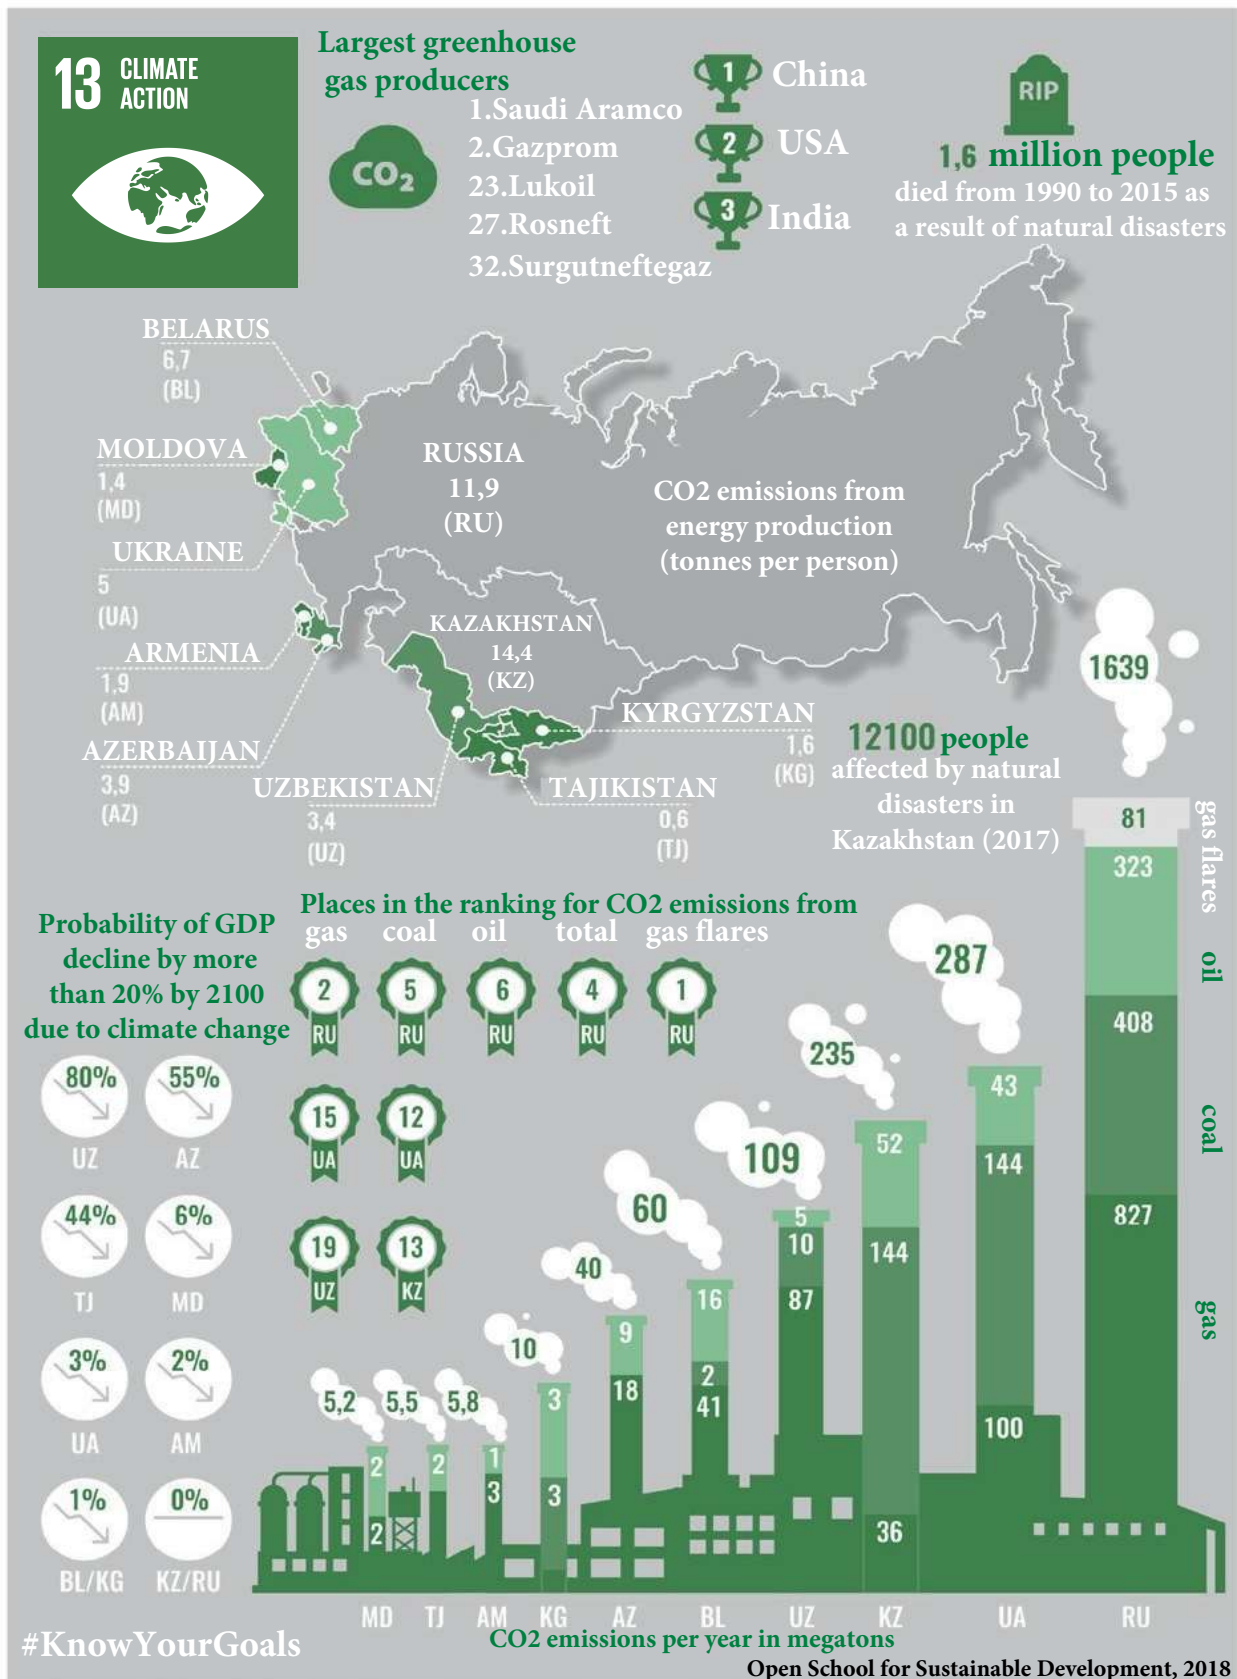 13 CLIMATE
ACTION
Largest greenhouse
gas producers
CO2
1.Saudi Aramco
2.Gazprom
23.Lukoil
27.Rosneft
32.Surgutneftegaz
1 China
2 USA
3 India
RIP
1,6 million people
died from 1990 to 2015 as
a result of natural disasters
BELARUS
6,7
(BL)
MOLDOVA
1,4
(MD)
UKRAINE
5
(UA)
ARMENIA
1,9
(AM)
AZERBAIJAN
3,9
(AZ)
RUSSIA
11,9
(RU)
CO2 emissions from
energy production
(tonnes per person)
KAZAKHSTAN
14,4
(KZ)
KYRGYZSTAN
1,6
(KG)
UZBEKISTAN
3,4
(UZ)
TAJIKISTAN
0,6
(TJ)
12100 people
affected by natural
disasters in
Kazakhstan (2017)
Probability of GDP
decline by more
than 20% by 2100
due to climate change
80% 55%
UZ AZ
44% 6%
TJ MD
3% 2%
UA AM
1% 0%
BL/KG KZ/RU
Places in the ranking for CO2 emissions from
gas coal oil total gas flares
2 5 6 4 1
RU RU RU RU RU
15 12
UA UA
19 13
UZ KZ
5,2
2
2
MD
5,5
2
TJ
5,8
1
3
AM
10
3
3
KG
40
9
18
AZ
60
16
2
41
BL
109
5
10
87
UZ
235
52
144
36
KZ
287
43
144
100
UA
1639
81
323
408
827
RU
gas flares
oil
coal
gas
CO2 emissions per year in megatons
#KnowYourGoals
Open School for Sustainable Development, 2018